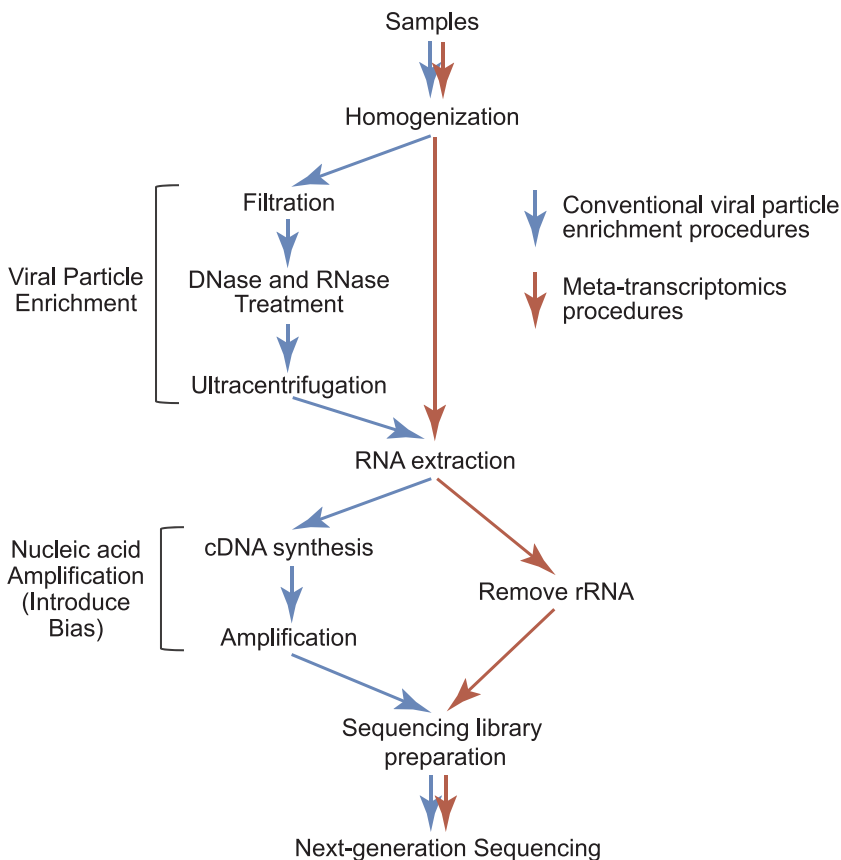 Samples
Homogenization
Filtration
DNase and RNase
Treatment
Ultracentrifugation
Viral Particle
Enrichment
Conventional viral particle
enrichment procedures
Meta-transcriptomics
procedures
RNA extraction
cDNA synthesis
Amplification
Nucleic acid
Amplification
(Introduce
Bias)
Remove rRNA
Sequencing library
preparation
Next-generation Sequencing